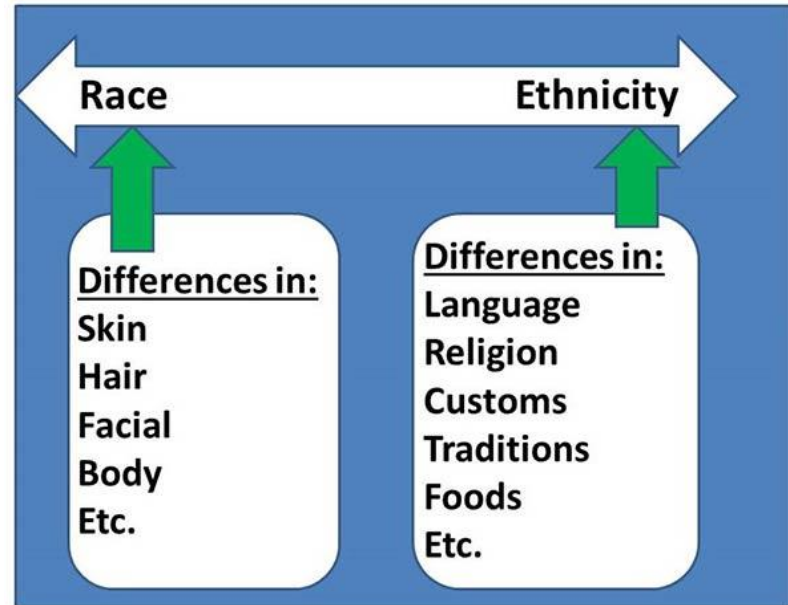 Race
Ethnicity
Differences in:
Skin
Hair
Facial
Body
Etc.
Differences in:
Language
Religion
Customs
Traditions
Foods
Etc.